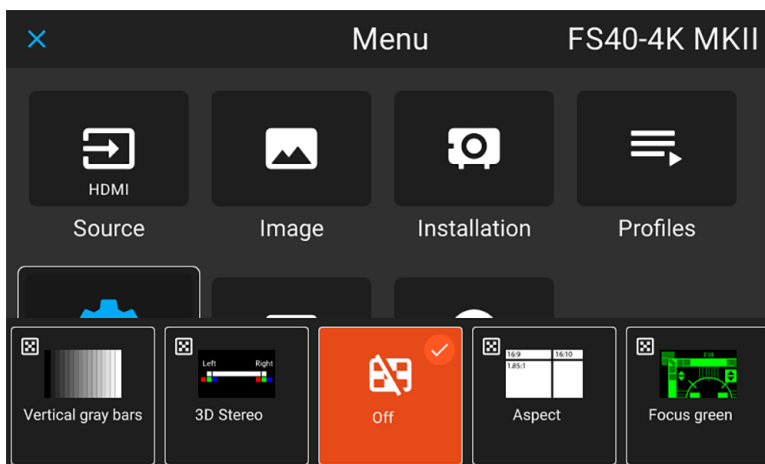 Menu
FS40-4K MKII
HDMI
Source
Image
Installation
Profiles
Left Right
16:9 16:10
1.85:1
Vertical gray bars
3D Stereo
Off
Aspect
Focus green